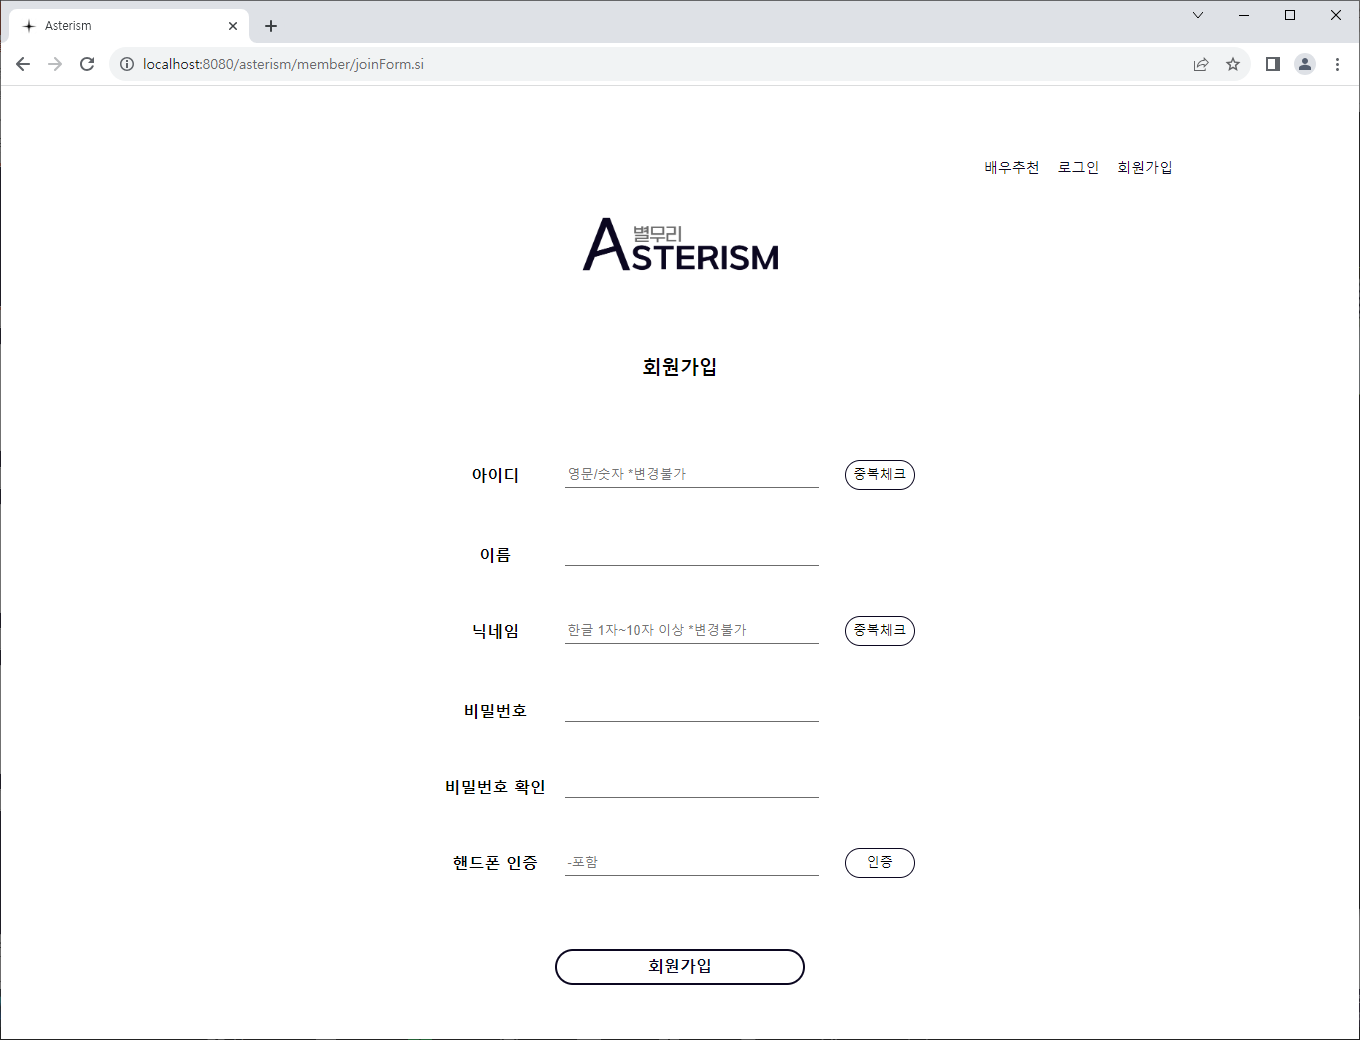 Asterism
localhost:8080/asterism/member/joinForm.si
배우추천 로그인 회원가입
별무리
ASTERISM
회원가입
아이디 영문/숫자 *변경불가 중복체크
이름
닉네임 한글 1자~10자 이상 *변경불가 중복체크
비밀번호
비밀번호 확인
핸드폰 인증 -포함 인증
회원가입